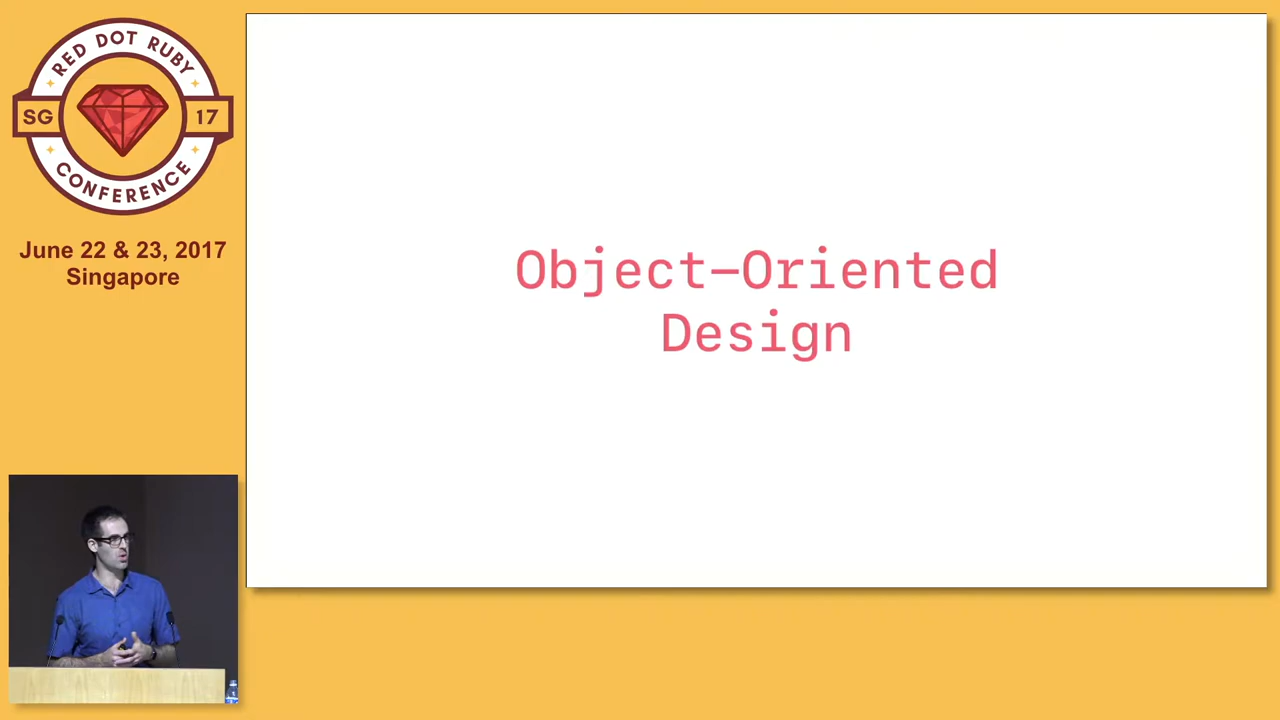 RED DOT RUBY
SG 17
CONFERENCE
June 22 & 23, 2017
Singapore
Object-Oriented
Design